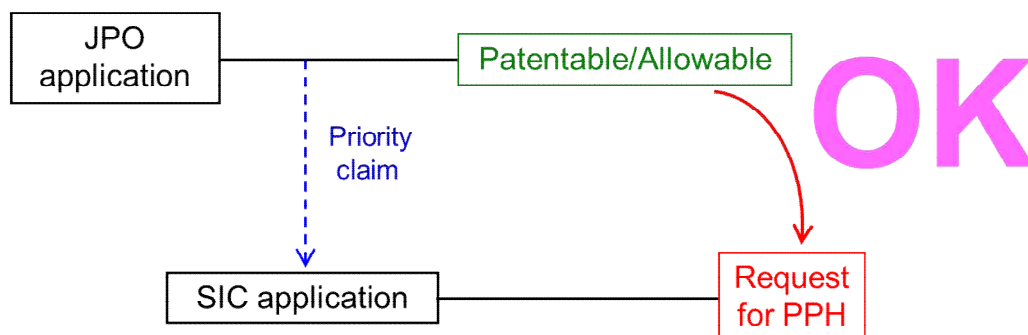 JPO
application
Patentable/Allowable
OK
Priority
claim
SIC application
Request
for PPH